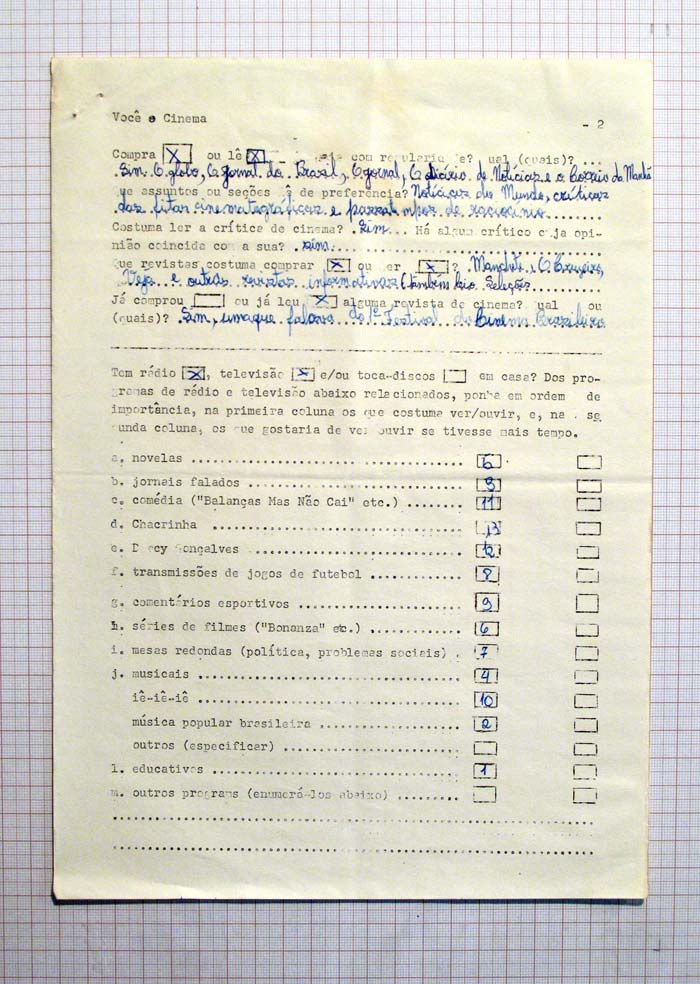 Você e Cinema - 2
Compra [X] ou lê [X] com regularidade? Qual (quais)? ...
Sim O globo, O Jornal do Brasil, O jornal, O Diário de Notícias e o Correio da Manhã
Que assuntos ou seções lê de preferência? Notícias do Mundo, críticas
das fitas cinematográficas e passatempos de raciocínio
Costuma ler a crítica de cinema? .Sim... Há algum crítico cuja opi-
nião coincide com a sua? .Sim.
Que revistas costuma comprar [X] ou ler [X]? Manchete, O Cruzeiro,
Veja e outras revistas informativas (também leio Seleções
Já comprou [ ] ou já leu [X] alguma revista de cinema? Qual ou
(quais)? Sim, uma que falava do 1º Festival do Cinema Brasileiro
Tem rádio [X], televisão [X] e/ou toca-discos [ ] em casa? Dos pro-
gramas de rádio e televisão abaixo relacionados, ponha em ordem de
importância, na primeira coluna os que costuma ver/ouvir, e, na se
gunda coluna, os que gostaria de ver ouvir se tivesse mais tempo.
a. novelas ... [5] [ ]
b. jornais falados ... [3] [ ]
c. comédia ("Balanças Mas Não Cai" etc.) ... [11] [ ]
d. Chacrinha ... [13] [ ]
e. Dercy Gonçalves ... [12] [ ]
f. transmissões de jogos de futebol ... [8] [ ]
g. comentários esportivos ... [9] [ ]
h. séries de filmes ("Bonanza" etc.) ... [6] [ ]
i. mesas redondas (política, problemas sociais) . [7] [ ]
j. musicais ... [4] [ ]
iê-iê-iê ... [10] [ ]
música popular brasileira ... [2] [ ]
outros (especificar) ... [ ] [ ]
l. educativos ... [1] [ ]
m. outros programs (enumerá-los abaixo) ... [ ] [ ]